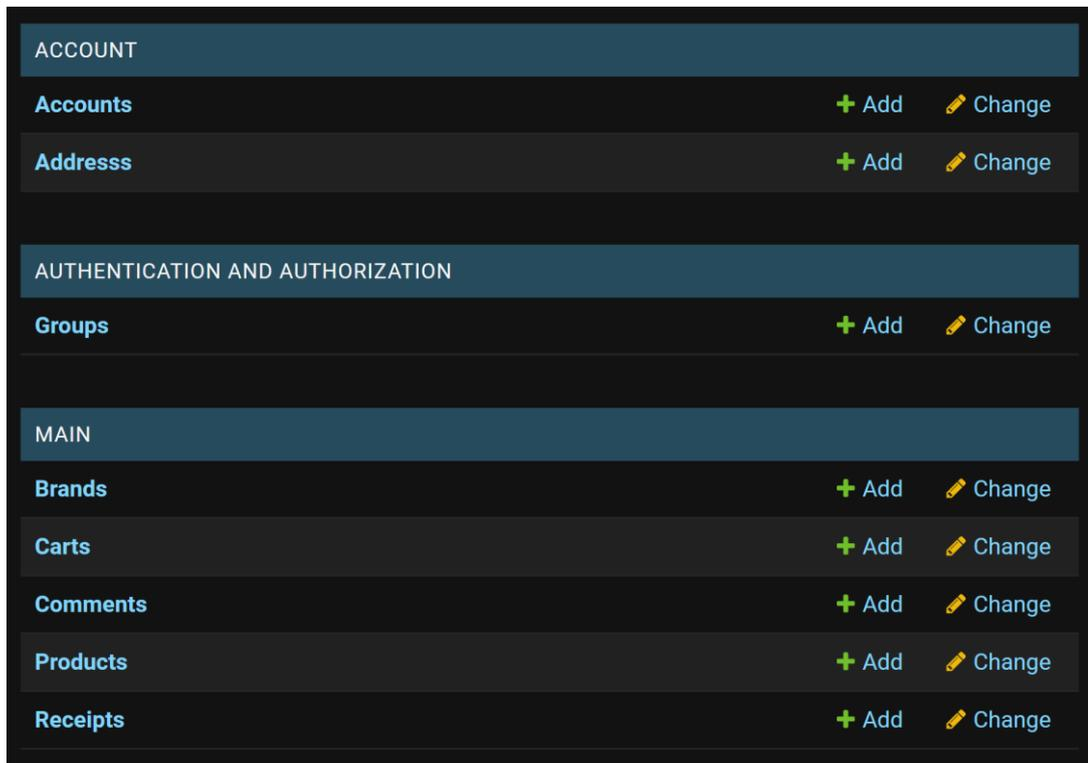 ACCOUNT
Accounts Add Change
Addresss Add Change
AUTHENTICATION AND AUTHORIZATION
Groups Add Change
MAIN
Brands Add Change
Carts Add Change
Comments Add Change
Products Add Change
Receipts Add Change